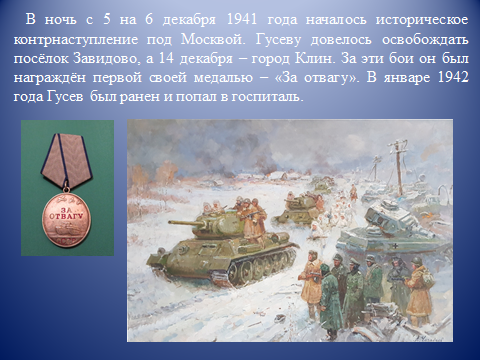 В ночь с 5 на 6 декабря 1941 года началось историческое
контрнаступление под Москвой. Гусеву довелось освобождать
посёлок Завидово, а 14 декабря – город Клин. За эти бои он был
награждён первой своей медалью – «За отвагу». В январе 1942
года Гусев был ранен и попал в госпиталь.
ЗА
ОТВАГУ